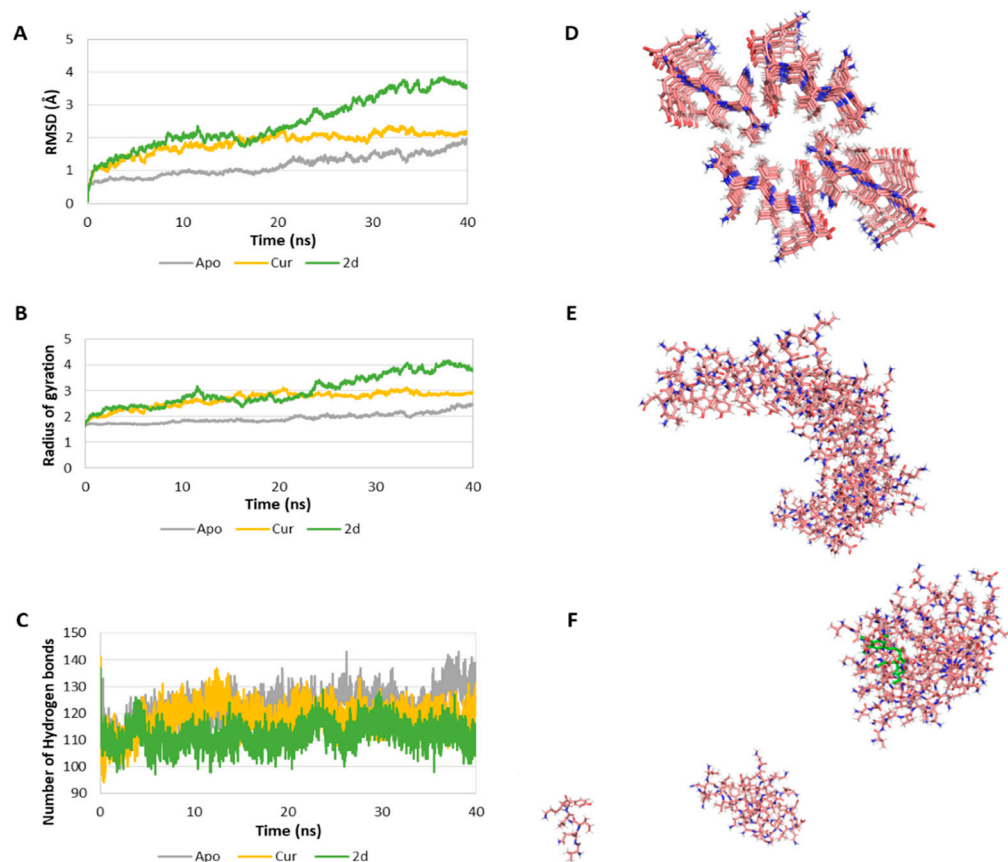 A
5
4
3
2
1
0
RMSD (Å)
0 10 20 30 40
Time (ns)
Apo Cur 2d
B
5
4
3
2
1
0
Radius of gyration
0 10 20 30 40
Time (ns)
Apo Cur 2d
C
150
140
130
120
110
100
90
Number of Hydrogen bonds
0 10 20 30 40
Time (ns)
Apo Cur 2d
D
E
F